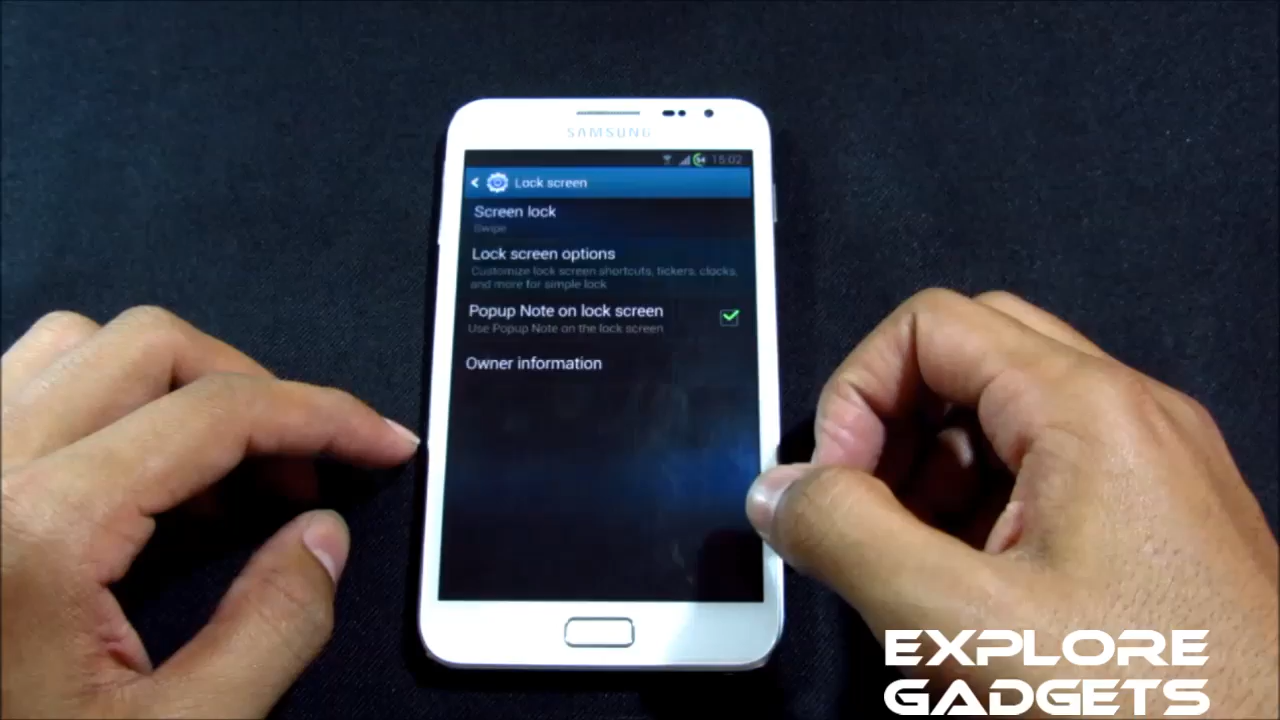 SAMSUNG
15:02
Lock screen
Screen lock
Swipe
Lock screen options
Customize lock screen shortcuts, tickers, clocks,
and more for simple lock
Popup Note on lock screen
Use Popup Note on the lock screen
Owner information
EXPLORE
GADGETS